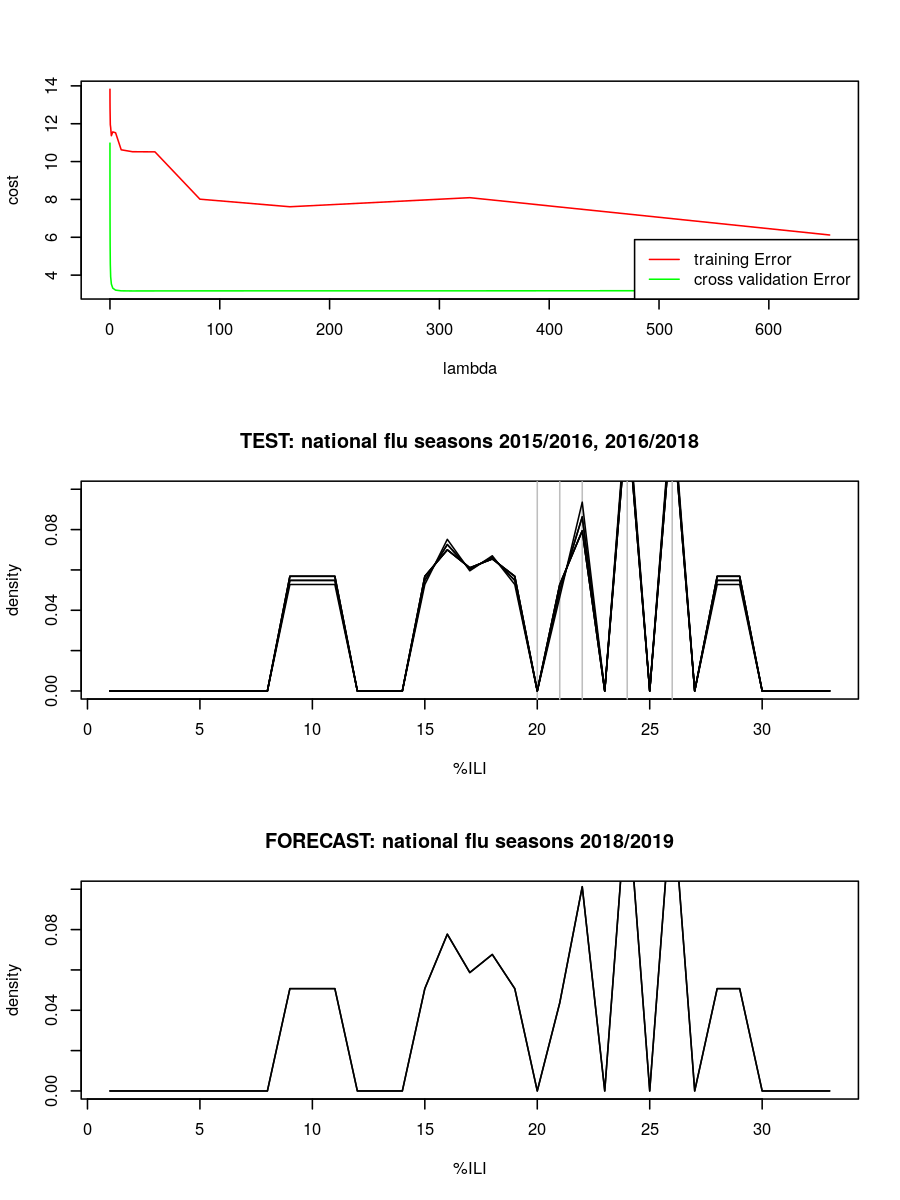 14
12
10
8
6
4
cost
training Error
cross validation Error
0 100 200 300 400 500 600
lambda
TEST: national flu seasons 2015/2016, 2016/2018
0.08
0.04
0.00
density
0 5 10 15 20 25 30
%ILI
FORECAST: national flu seasons 2018/2019
0.08
0.04
0.00
density
0 5 10 15 20 25 30
%ILI